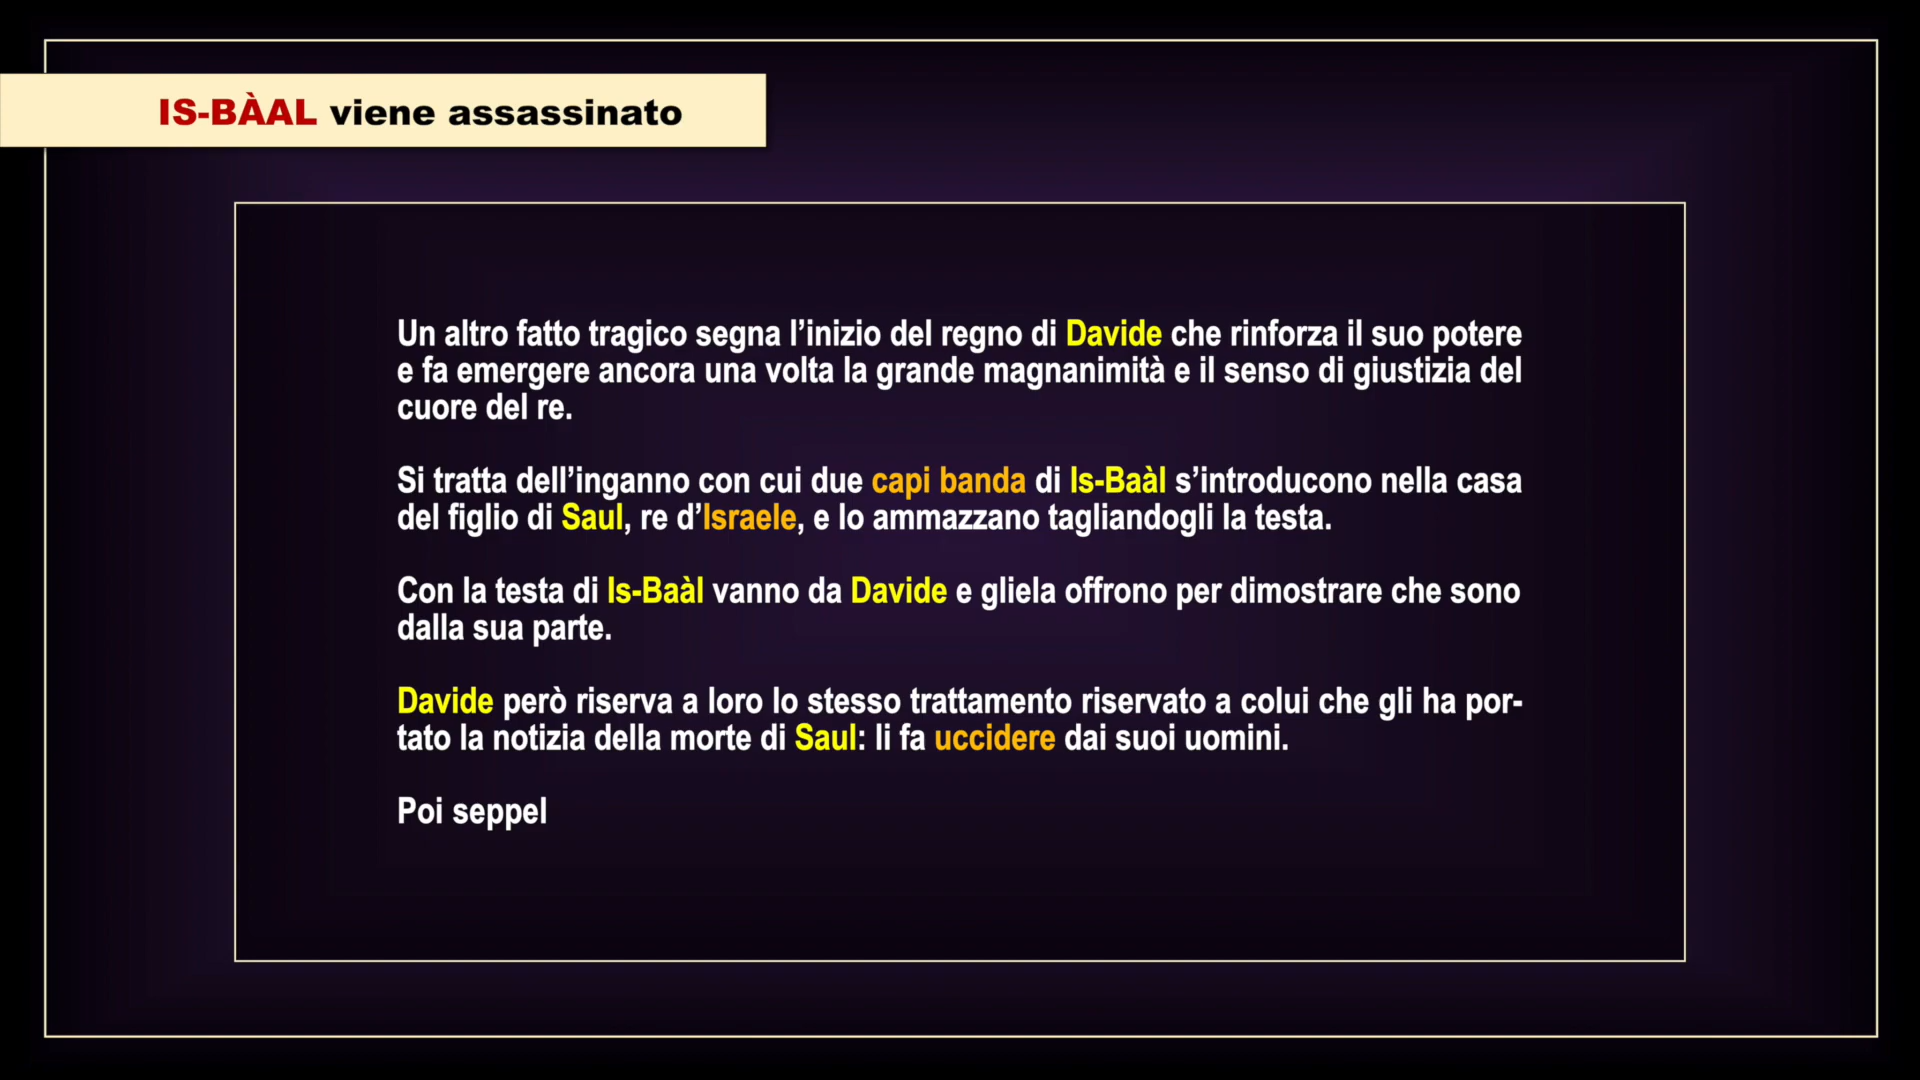 IS-BÀAL viene assassinato
Un altro fatto tragico segna l’inizio del regno di Davide che rinforza il suo potere
e fa emergere ancora una volta la grande magnanimità e il senso di giustizia del
cuore del re.
Si tratta dell’inganno con cui due capi banda di Is-Baàl s’introducono nella casa
del figlio di Saul, re d’Israele, e lo ammazzano tagliandogli la testa.
Con la testa di Is-Baàl vanno da Davide e gliela offrono per dimostrare che sono
dalla sua parte.
Davide però riserva a loro lo stesso trattamento riservato a colui che gli ha por-
tato la notizia della morte di Saul: li fa uccidere dai suoi uomini.
Poi seppel